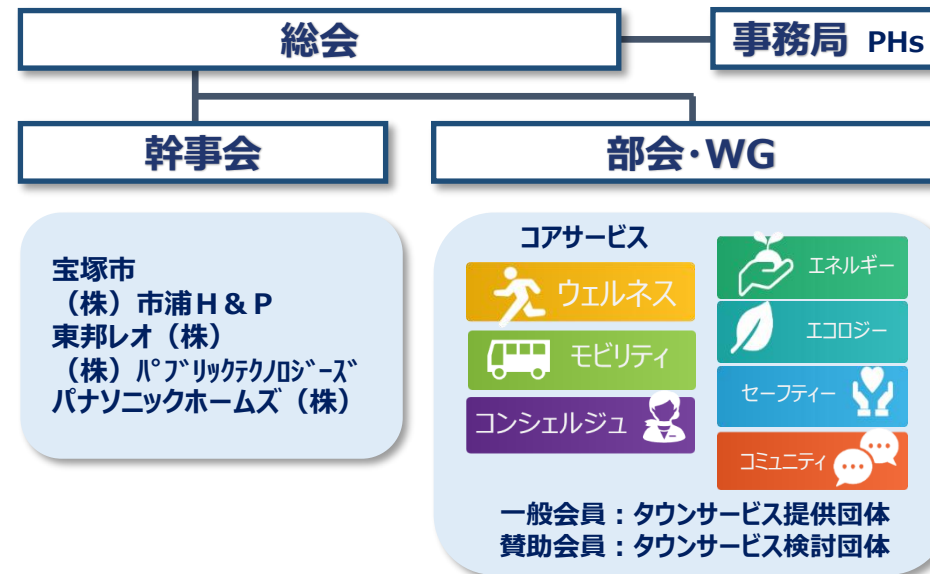 総会
事務局 PHs
幹事会
部会・WG
宝塚市
（株）市浦Ｈ＆Ｐ
東邦レオ（株）
（株）ﾊﾟﾌﾞﾘｯｸﾃｸﾉﾛｼﾞｰｽﾞ
パナソニックホームズ（株）
コアサービス
ウェルネス
モビリティ
コンシェルジュ
エネルギー
エコロジー
セーフティー
コミュニティ
一般会員：タウンサービス提供団体
賛助会員：タウンサービス検討団体